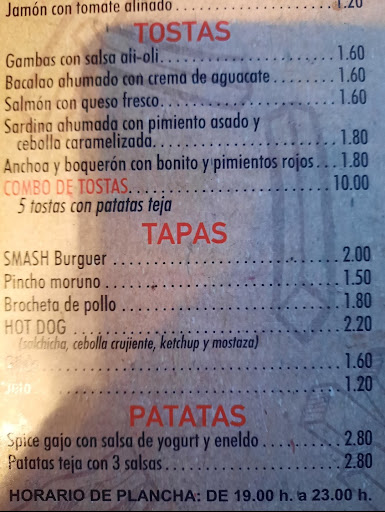 Jamón con tomate aliñado.................1.20
TOSTAS
Gambas con salsa ali-oli..........................1.60
Bacalao ahumado con crema de aguacate..........1.60
Salmón con queso fresco..........................1.60
Sardina ahumada con pimiento asado y
cebolla caramelizada..........................1.80
Anchoa y boquerón con bonito y pimientos rojos...1.80
COMBO DE TOSTAS..........................10.00
5 tostas con patatas teja
TAPAS
SMASH Burguer..........................2.00
Pincho moruno..........................1.50
Brocheta de pollo..........................1.80
HOT DOG..........................2.20
(salchicha, cebolla crujiente, ketchup y mostaza)
..........................1.60
..........................1.20
PATATAS
Spice gajo con salsa de yogurt y eneldo..........2.80
Patatas teja con 3 salsas..........................2.80
HORARIO DE PLANCHA: DE 19.00 h. a 23.00 h.